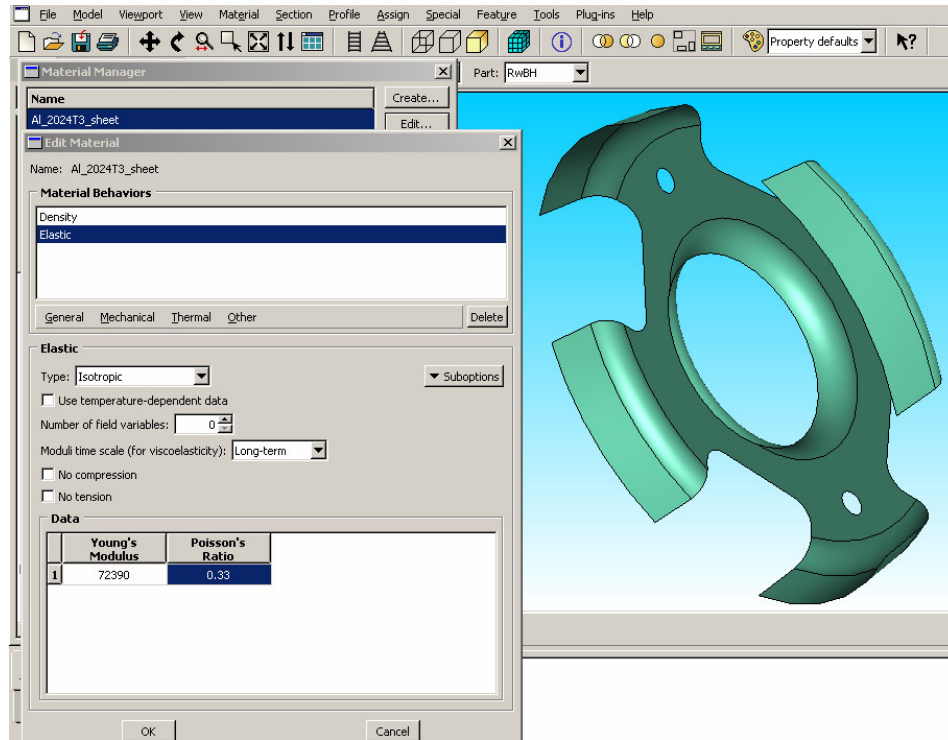 File Model Viewport View Material Section Profile Assign Special Feature Tools Plug-ins Help
Property defaults
Material Manager
Part: RwBH
Name
Create...
Al_2024T3_sheet
Edit...
Edit Material
Name: Al_2024T3_sheet
Material Behaviors
Density
Elastic
General Mechanical Thermal Other
Delete
Elastic
Type: Isotropic
Suboptions
Use temperature-dependent data
Number of field variables: 0
Moduli time scale (for viscoelasticity): Long-term
No compression
No tension
Data
Young's Modulus
Poisson's Ratio
1 72390 0.33
OK Cancel